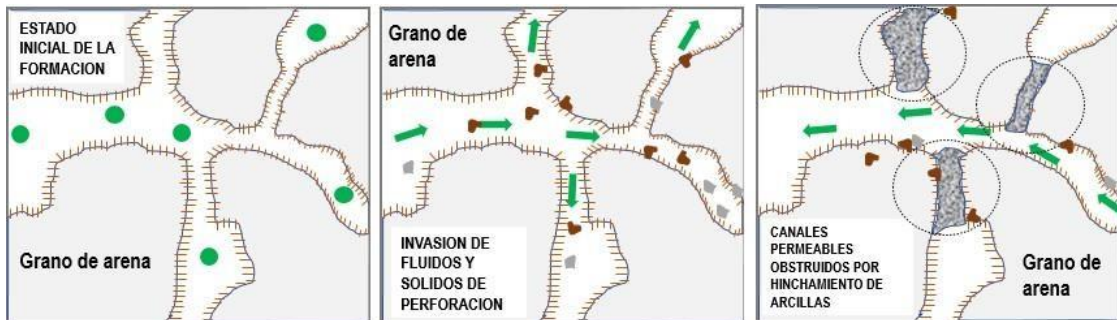 ESTADO
INICIAL DE LA
FORMACION
Grano de arena
Grano de
arena
INVASION DE
FLUIDOS Y
SOLIDOS DE
PERFORACION
CANALES
PERMEABLES
OBSTRUIDOS POR
HINCHAMIENTO DE
ARCILLAS
Grano de
arena